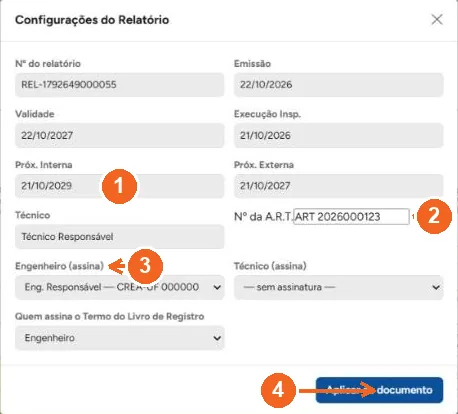 Configurações do Relatório
Nº do relatório
Emissão
REL-1792649000055
22/10/2026
Validade
Execução Insp.
22/10/2027
21/10/2026
Próx. Interna
Próx. Externa
21/10/2029
1
21/10/2027
Técnico
Nº da A.R.T.
ART 2026000123
2
Técnico Responsável
Engenheiro (assina)
3
Técnico (assina)
Eng. Responsável — CREA-UF 000000
— sem assinatura —
Quem assina o Termo do Livro de Registro
Engenheiro
4
Aplicar documento